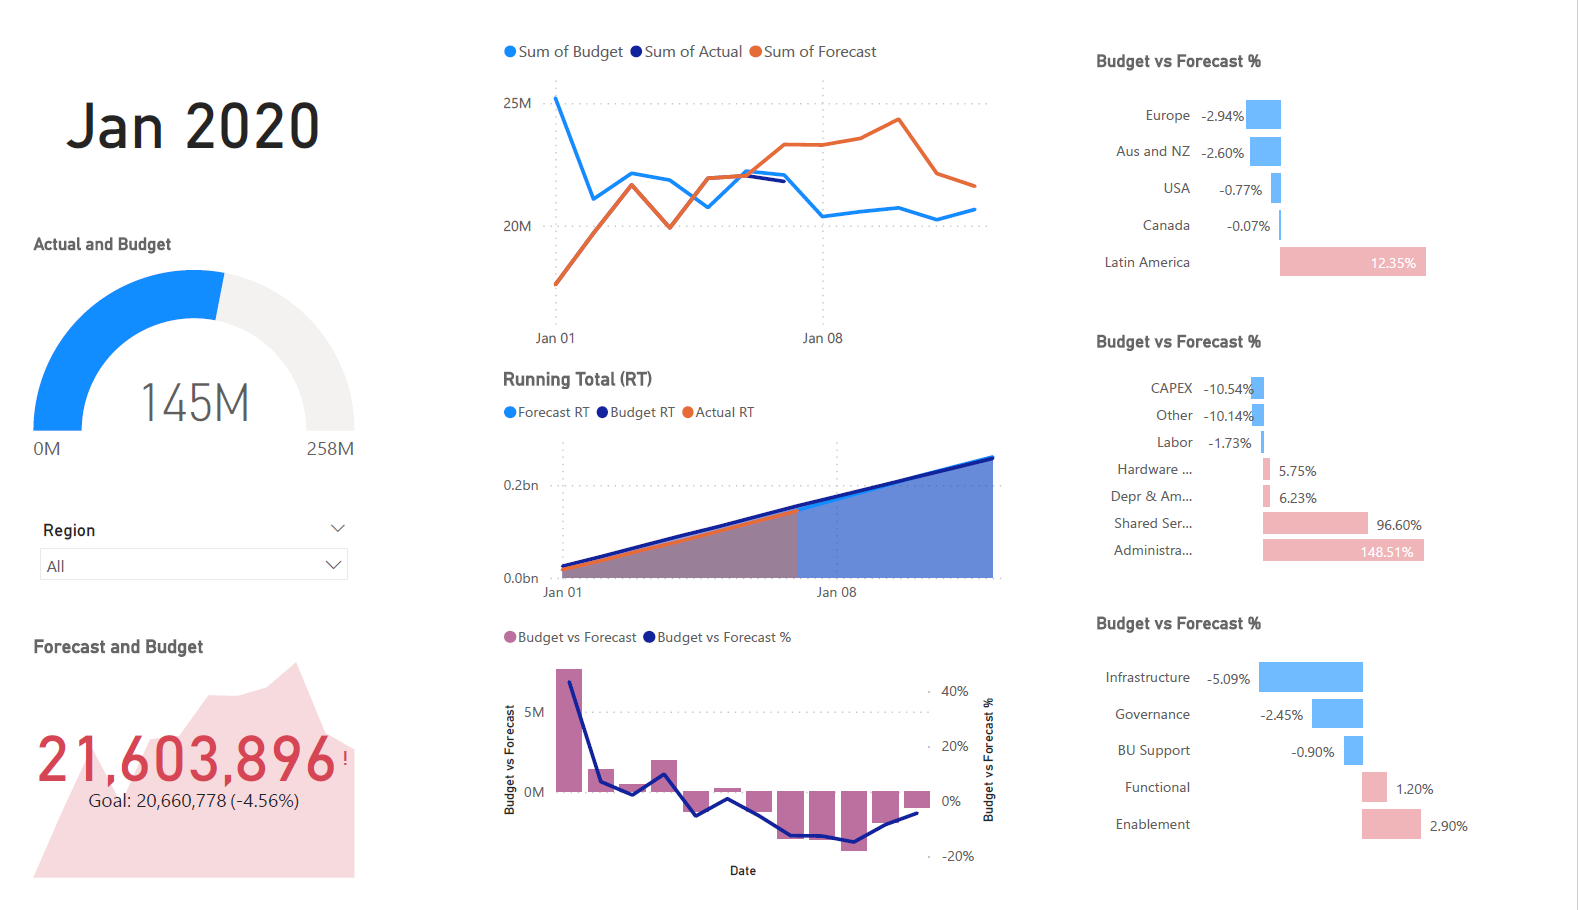 Jan 2020
Actual and Budget
145M
0M
258M
Region
All
Forecast and Budget
21,603,896!
Goal: 20,660,778 (-4.56%)
Sum of Budget Sum of Actual Sum of Forecast
25M
20M
Jan 01
Jan 08
Running Total (RT)
Forecast RT Budget RT Actual RT
0.2bn
0.0bn
Jan 01
Jan 08
Budget vs Forecast Budget vs Forecast %
Budget vs Forecast
5M
0M
40%
20%
0%
-20%
Budget vs Forecast %
Date
Budget vs Forecast %
Europe -2.94%
Aus and NZ -2.60%
USA -0.77%
Canada -0.07%
Latin America 12.35%
Budget vs Forecast %
CAPEX -10.54%
Other -10.14%
Labor -1.73%
Hardware ... 5.75%
Depr & Am... 6.23%
Shared Ser... 96.60%
Administra... 148.51%
Budget vs Forecast %
Infrastructure -5.09%
Governance -2.45%
BU Support -0.90%
Functional 1.20%
Enablement 2.90%